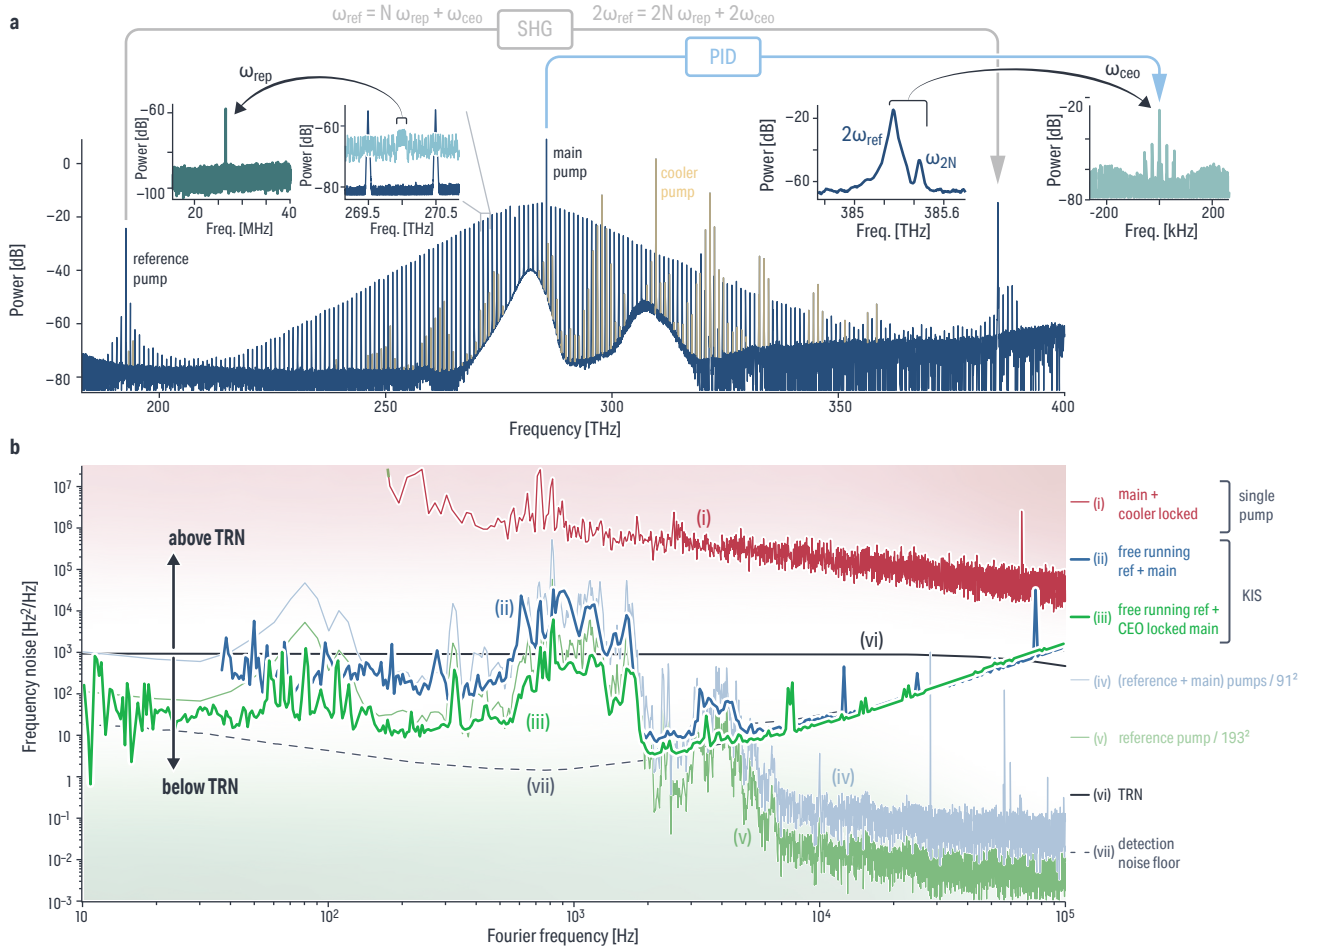 a
ωref = N ωrep + ωceo
SHG
2ωref = 2N ωrep + 2ωceo
PID
ωrep
ωceo
Power [dB]
−60
−100
20
40
Freq. [MHz]
Power [dB]
−60
−80
269.5
270.5
Freq. [THz]
main
pump
cooler
pump
Power [dB]
−20
−60
2ωref
ω2N
385
385.6
Freq. [THz]
Power [dB]
−20
−80
−200
200
Freq. [kHz]
reference
pump
Power [dB]
0
−20
−40
−60
−80
200
250
300
350
400
Frequency [THz]
b
Frequency noise [Hz²/Hz]
10⁷
10⁶
10⁵
10⁴
10³
10²
10
1
10⁻¹
10⁻²
10⁻³
above TRN
below TRN
(i)
(ii)
(iii)
(iv)
(v)
(vi)
(vii)
10
10²
10³
10⁴
10⁵
Fourier frequency [Hz]
(i) main +
cooler locked
single
pump
(ii) free running
ref + main
KIS
(iii) free running ref +
CEO locked main
(iv) (reference + main) pumps / 91²
(v) reference pump / 193²
(vi) TRN
(vii) detection
noise floor